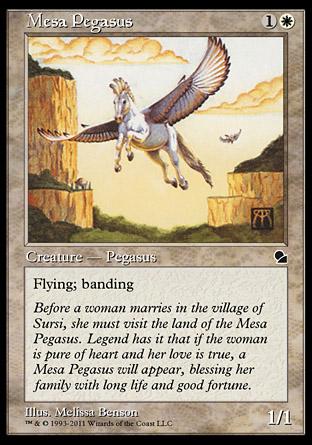 Mesa Pegasus 1
Creature — Pegasus
Flying; banding
Before a woman marries in the village of
Sursi, she must visit the land of the Mesa
Pegasus. Legend has it that if the woman
is pure of heart and her love is true, a
Mesa Pegasus will appear, blessing her
family with long life and good fortune.
Illus. Melissa Benson
™ & © 1993-2011 Wizards of the Coast LLC
1/1